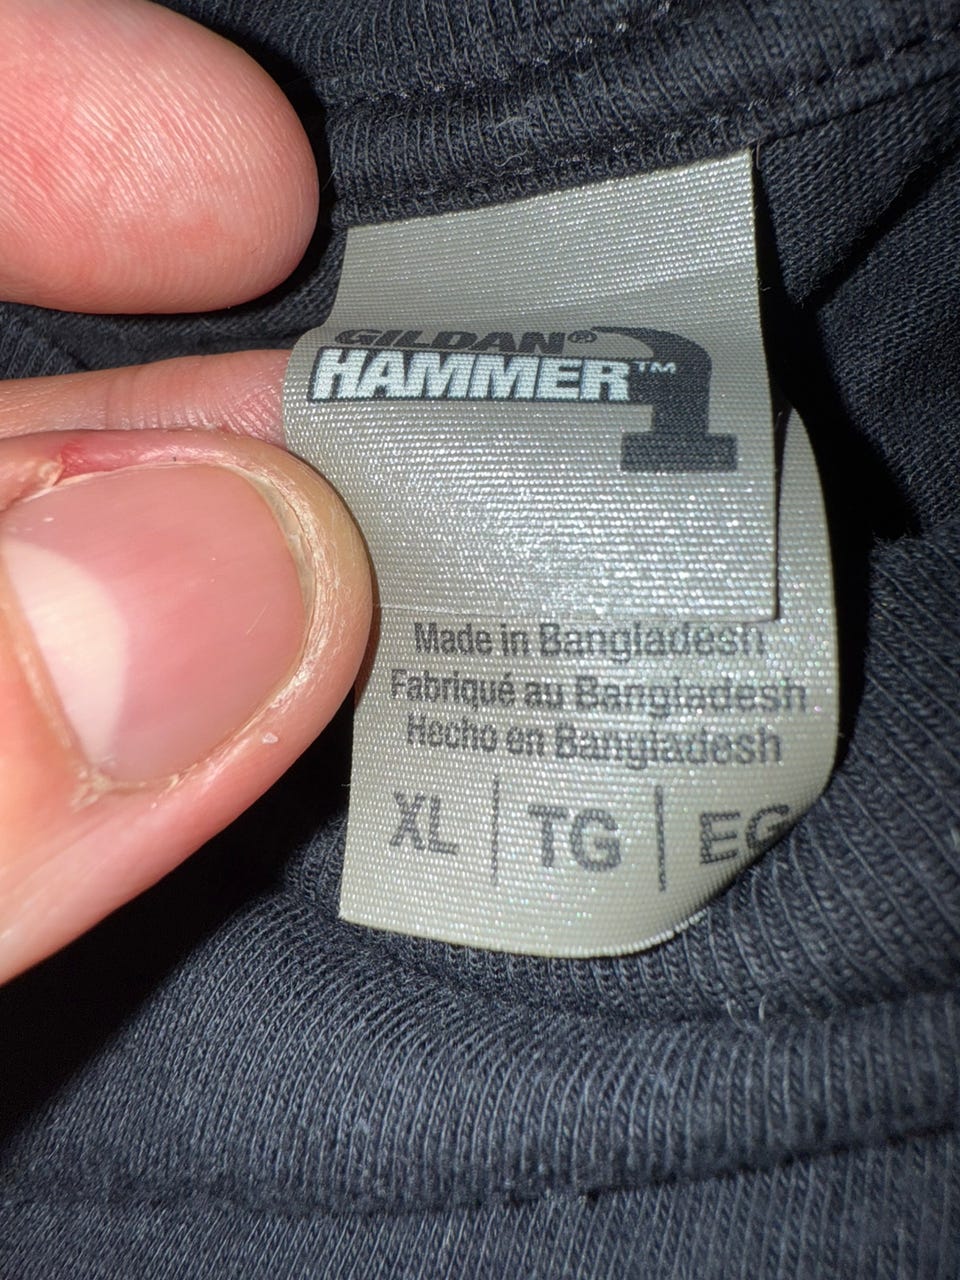 GILDAN®
HAMMER™
Made in Bangladesh
Fabriqué au Bangladesh
Hecho en Bangladesh
XL | TG | EG